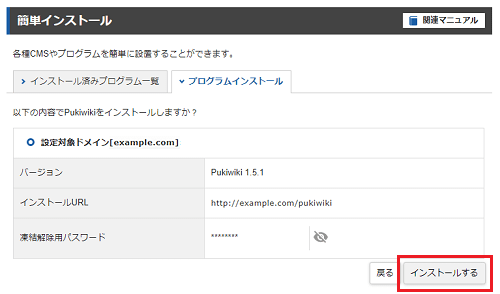 簡単インストール
関連マニュアル
各種CMSやプログラムを簡単に設置することができます。
インストール済みプログラム一覧
プログラムインストール
以下の内容でPukiwikiをインストールしますか？
設定対象ドメイン[example.com]
バージョン Pukiwiki 1.5.1
インストールURL http://example.com/pukiwiki
凍結解除用パスワード ********
戻る インストールする